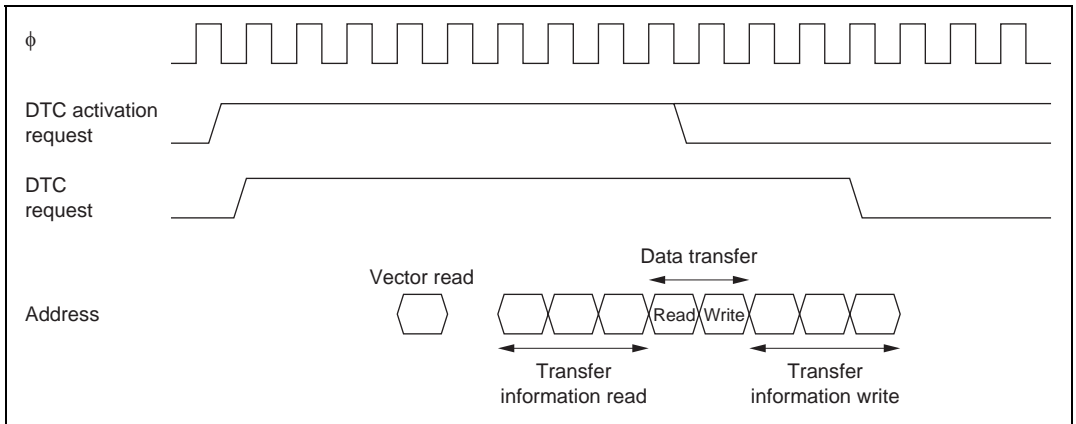 ϕ
DTC activation
request
DTC
request
Data transfer
Vector read
Address
Read Write
Transfer
information read
Transfer
information write